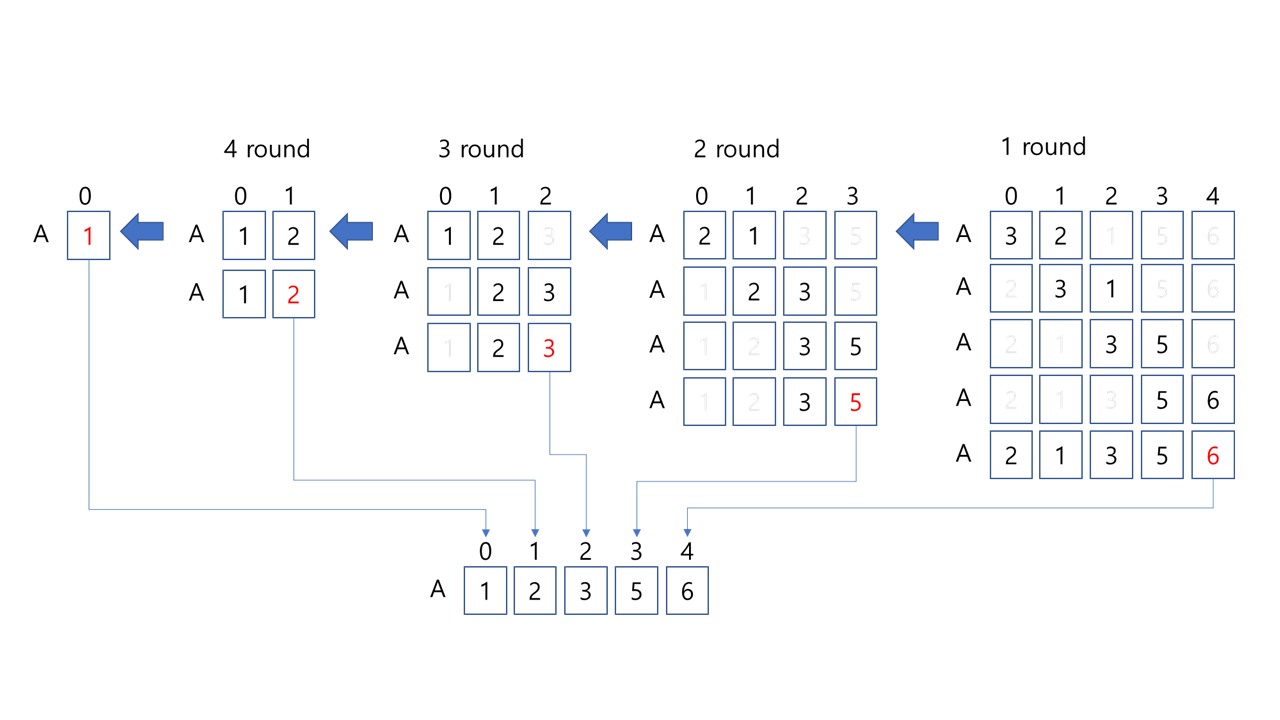 4 round 3 round 2 round 1 round
0 0 1 0 1 2 0 1 2 3 0 1 2 3 4
A 1 A 1 2 A 1 2 3 A 2 1 3 5 A 3 2 1 5 6
A 1 2 A 1 2 3 A 1 2 3 5 A 2 3 1 5 6
A 1 2 3 A 1 2 3 5 A 2 1 3 5 6
A 1 2 3 5 A 2 1 3 5 6
A 2 1 3 5 6
0 1 2 3 4
A 1 2 3 5 6